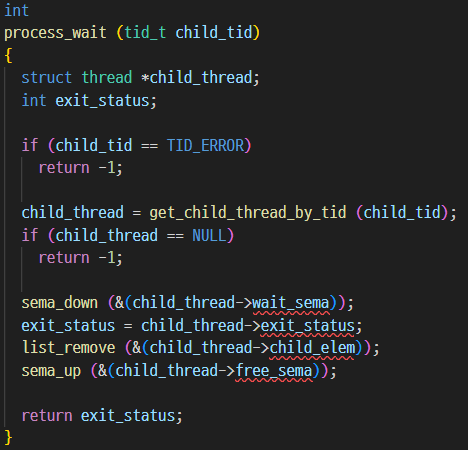 int
process_wait (tid_t child_tid)
{
  struct thread *child_thread;
  int exit_status;

  if (child_tid == TID_ERROR)
    return -1;

  child_thread = get_child_thread_by_tid (child_tid);
  if (child_thread == NULL)
    return -1;

  sema_down (&(child_thread->wait_sema));
  exit_status = child_thread->exit_status;
  list_remove (&(child_thread->child_elem));
  sema_up (&(child_thread->free_sema));

  return exit_status;
}